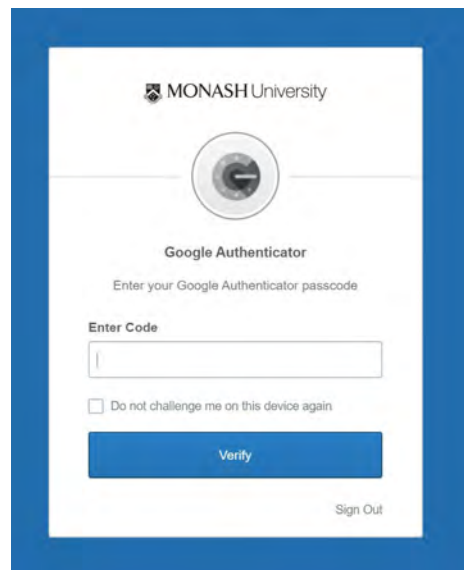 MONASH University
Google Authenticator
Enter your Google Authenticator passcode
Enter Code
Do not challenge me on this device again
Verify
Sign Out